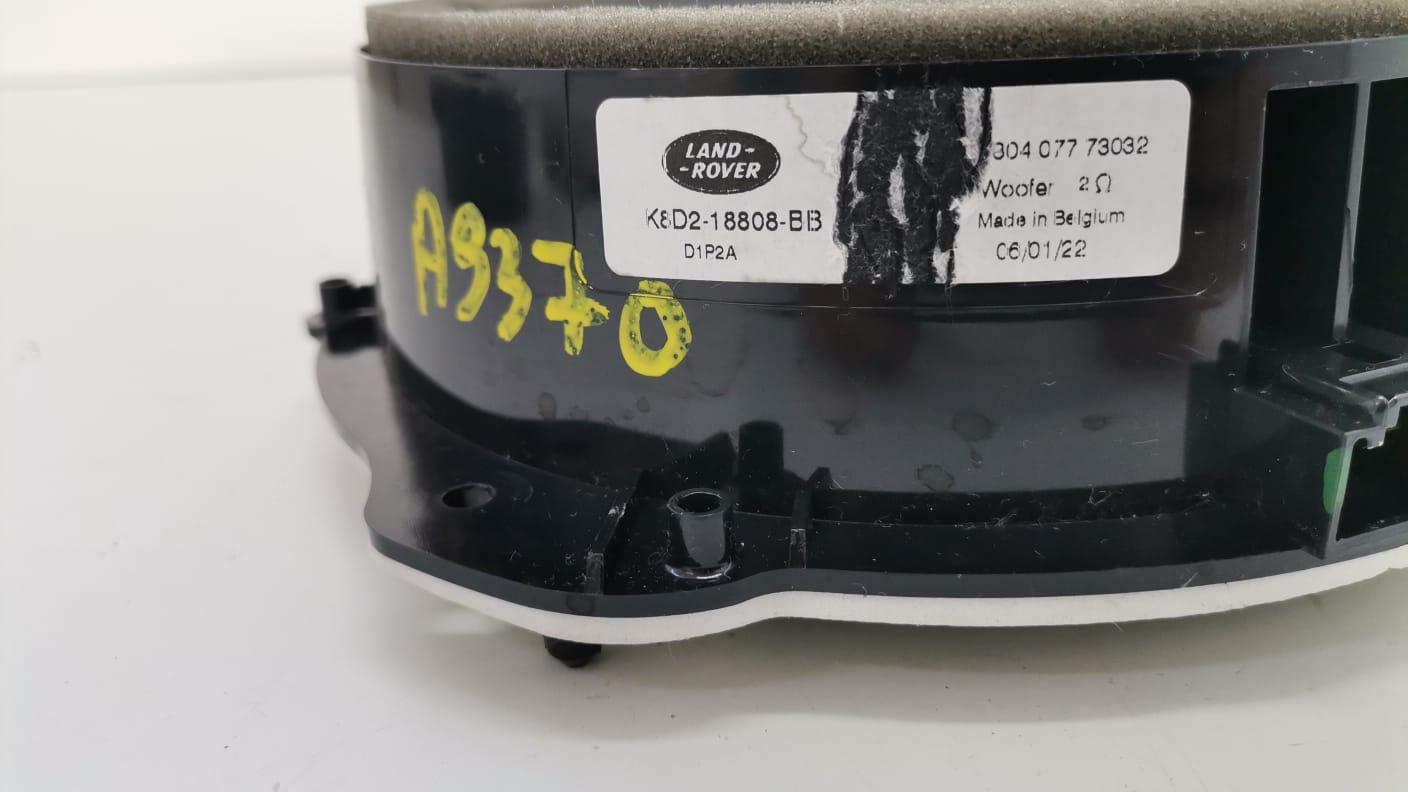 LAND-
-ROVER
K8D2-18808-BB
D1P2A
304 077 73032
Woofer 2Ω
Made in Belgium
06/01/22
A9370